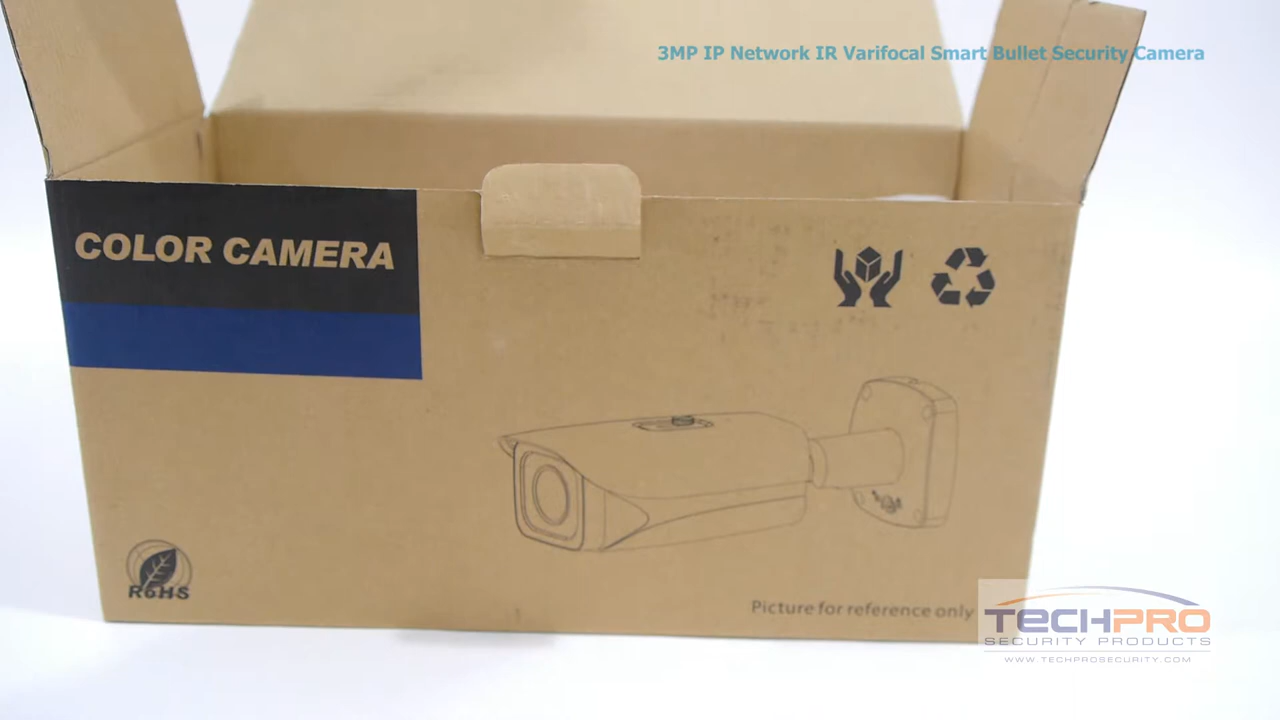 3MP IP Network IR Varifocal Smart Bullet Security Camera
COLOR CAMERA
RoHS
Picture for reference only
TECHPRO
SECURITY PRODUCTS
WWW.TECHPROSECURITY.COM